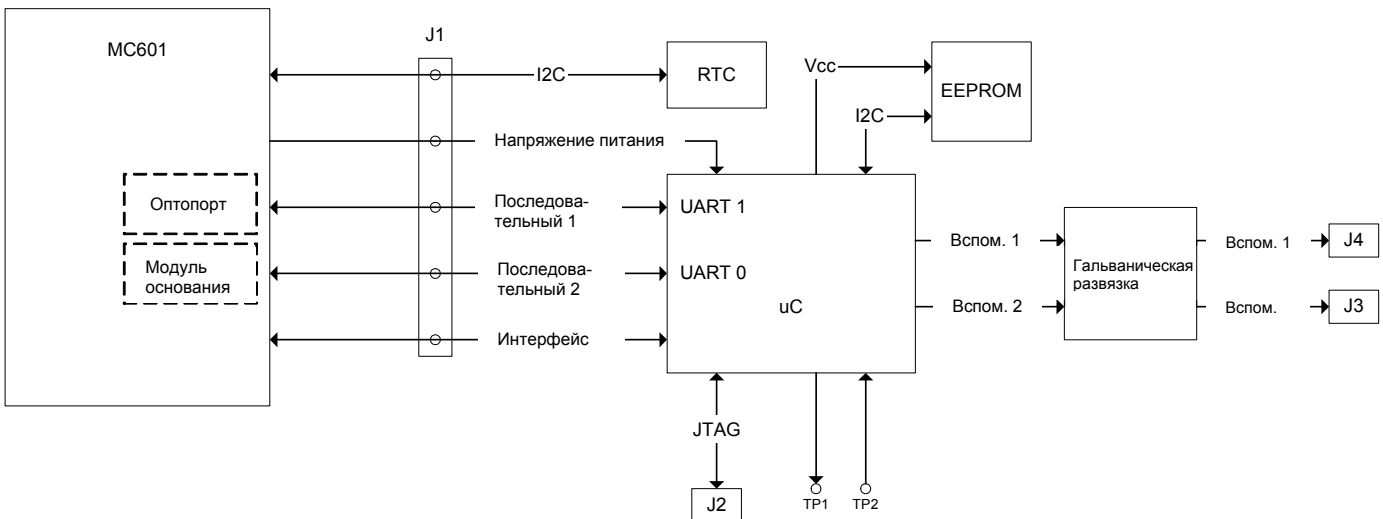 MC601
J1
I2C
RTC
Vcc
EEPROM
I2C
Напряжение питания
Оптопорт
Последова-
тельный 1
UART 1
Модуль
основания
Последова-
тельный 2
UART 0
uC
Интерфейс
Вспом. 1
Вспом. 2
Гальваническая
развязка
Вспом. 1
J4
Вспом.
J3
JTAG
J2
TP1
TP2